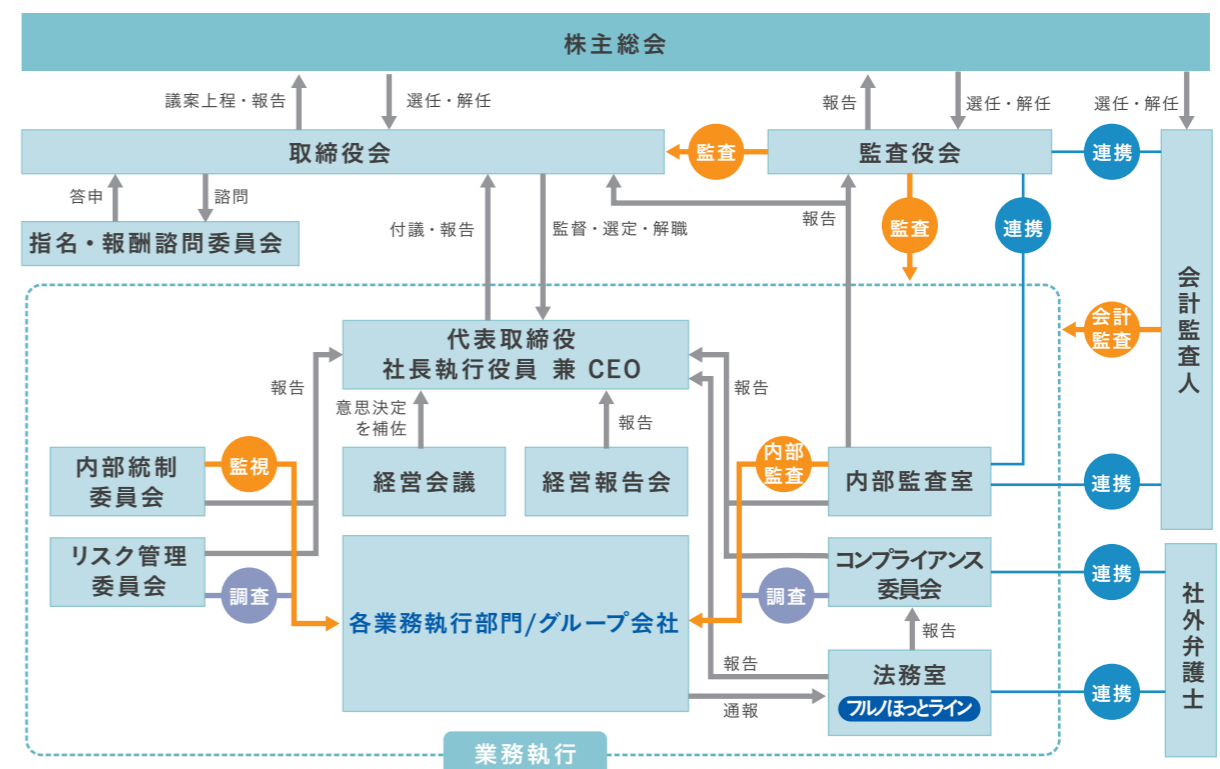 株主総会
議案上程・報告
選任・解任
報告
選任・解任
選任・解任
取締役会
監査
監査役会
連携
答申
諮問
付議・報告
監督・選定・解職
報告
監査
連携
指名・報酬諮問委員会
会計監査人
会計
監査
代表取締役
社長執行役員 兼 CEO
報告
意思決定
を補佐
報告
報告
内部統制
委員会
監視
経営会議
経営報告会
内部
監査
内部監査室
連携
リスク管理
委員会
調査
各業務執行部門/グループ会社
調査
コンプライアンス
委員会
連携
社外弁護士
報告
報告
法務室
フルノほっとライン
連携
通報
業務執行